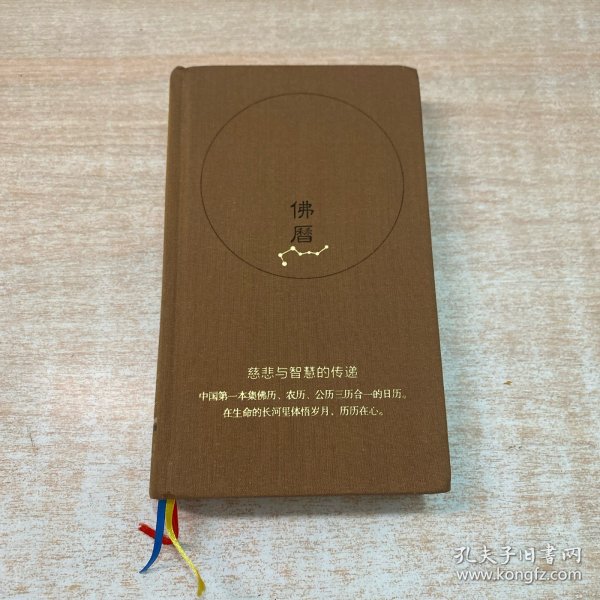 佛
曆
慈悲与智慧的传递
中国第一本集佛历、农历、公历三历合一的日历。
在生命的长河里体悟岁月，历历在心。
孔夫子旧书网
www.kongfz.com